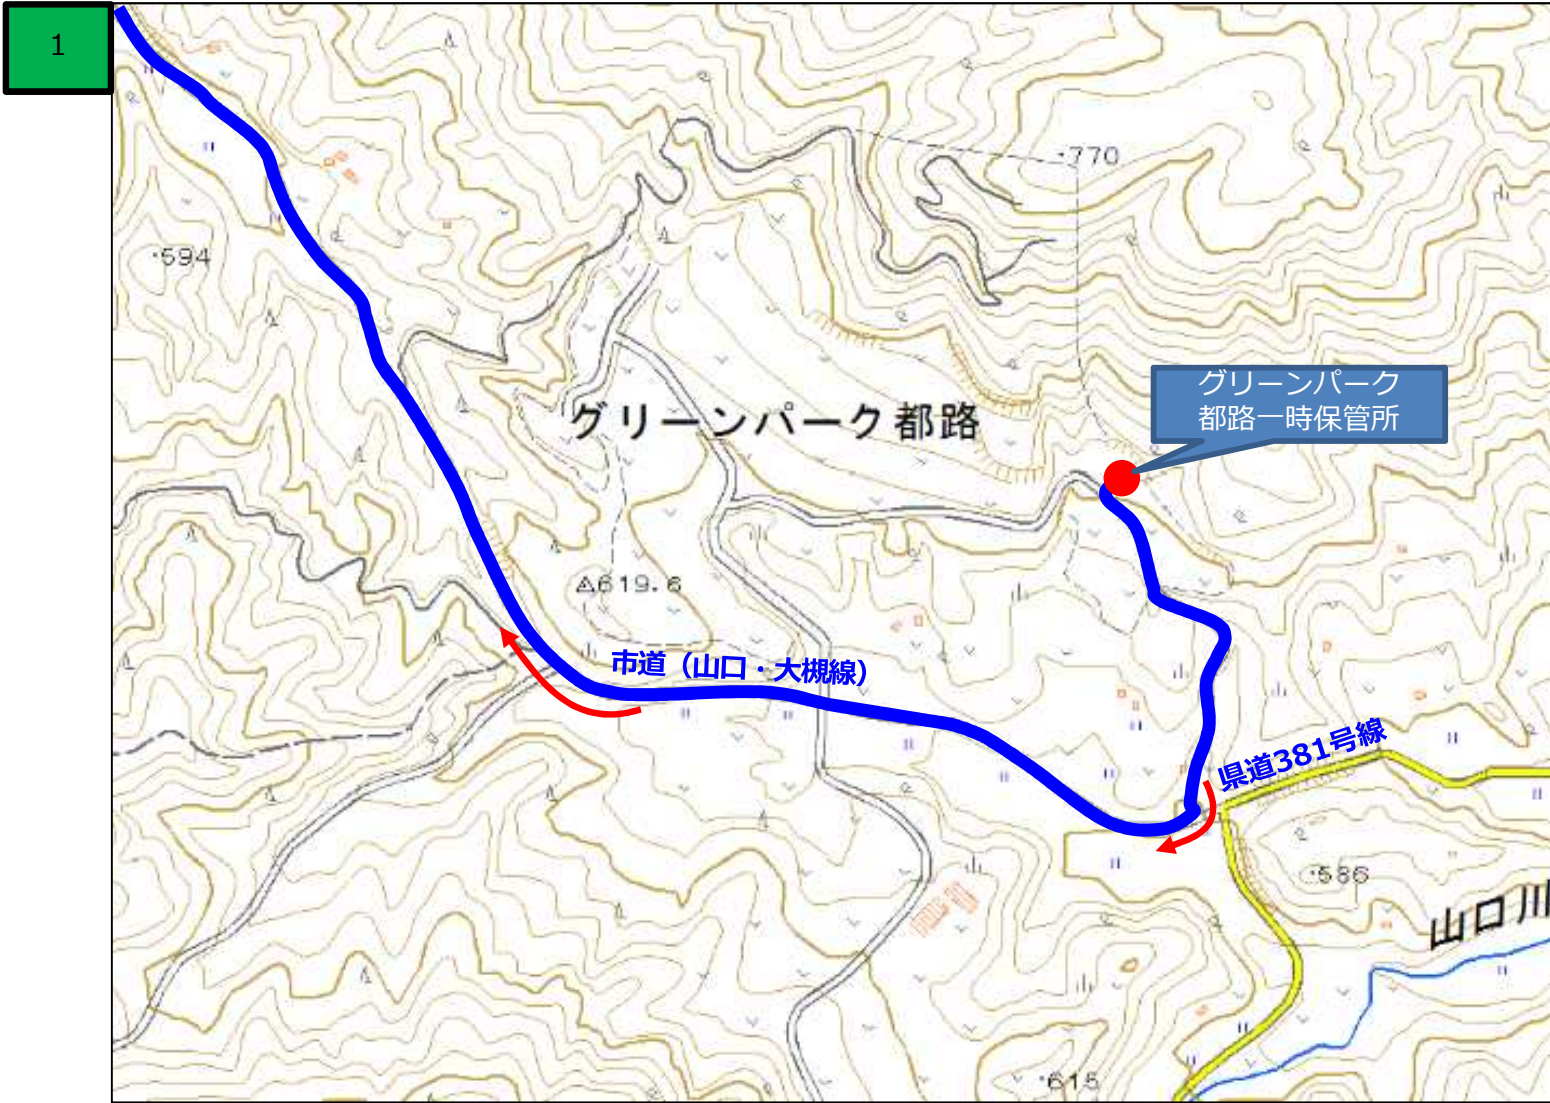 1
・770
・594
グリーンパーク
都路一時保管所
グリーンパーク都路
△619.6
市道（山口・大槻線）
県道381号線
・586
山口川
・615